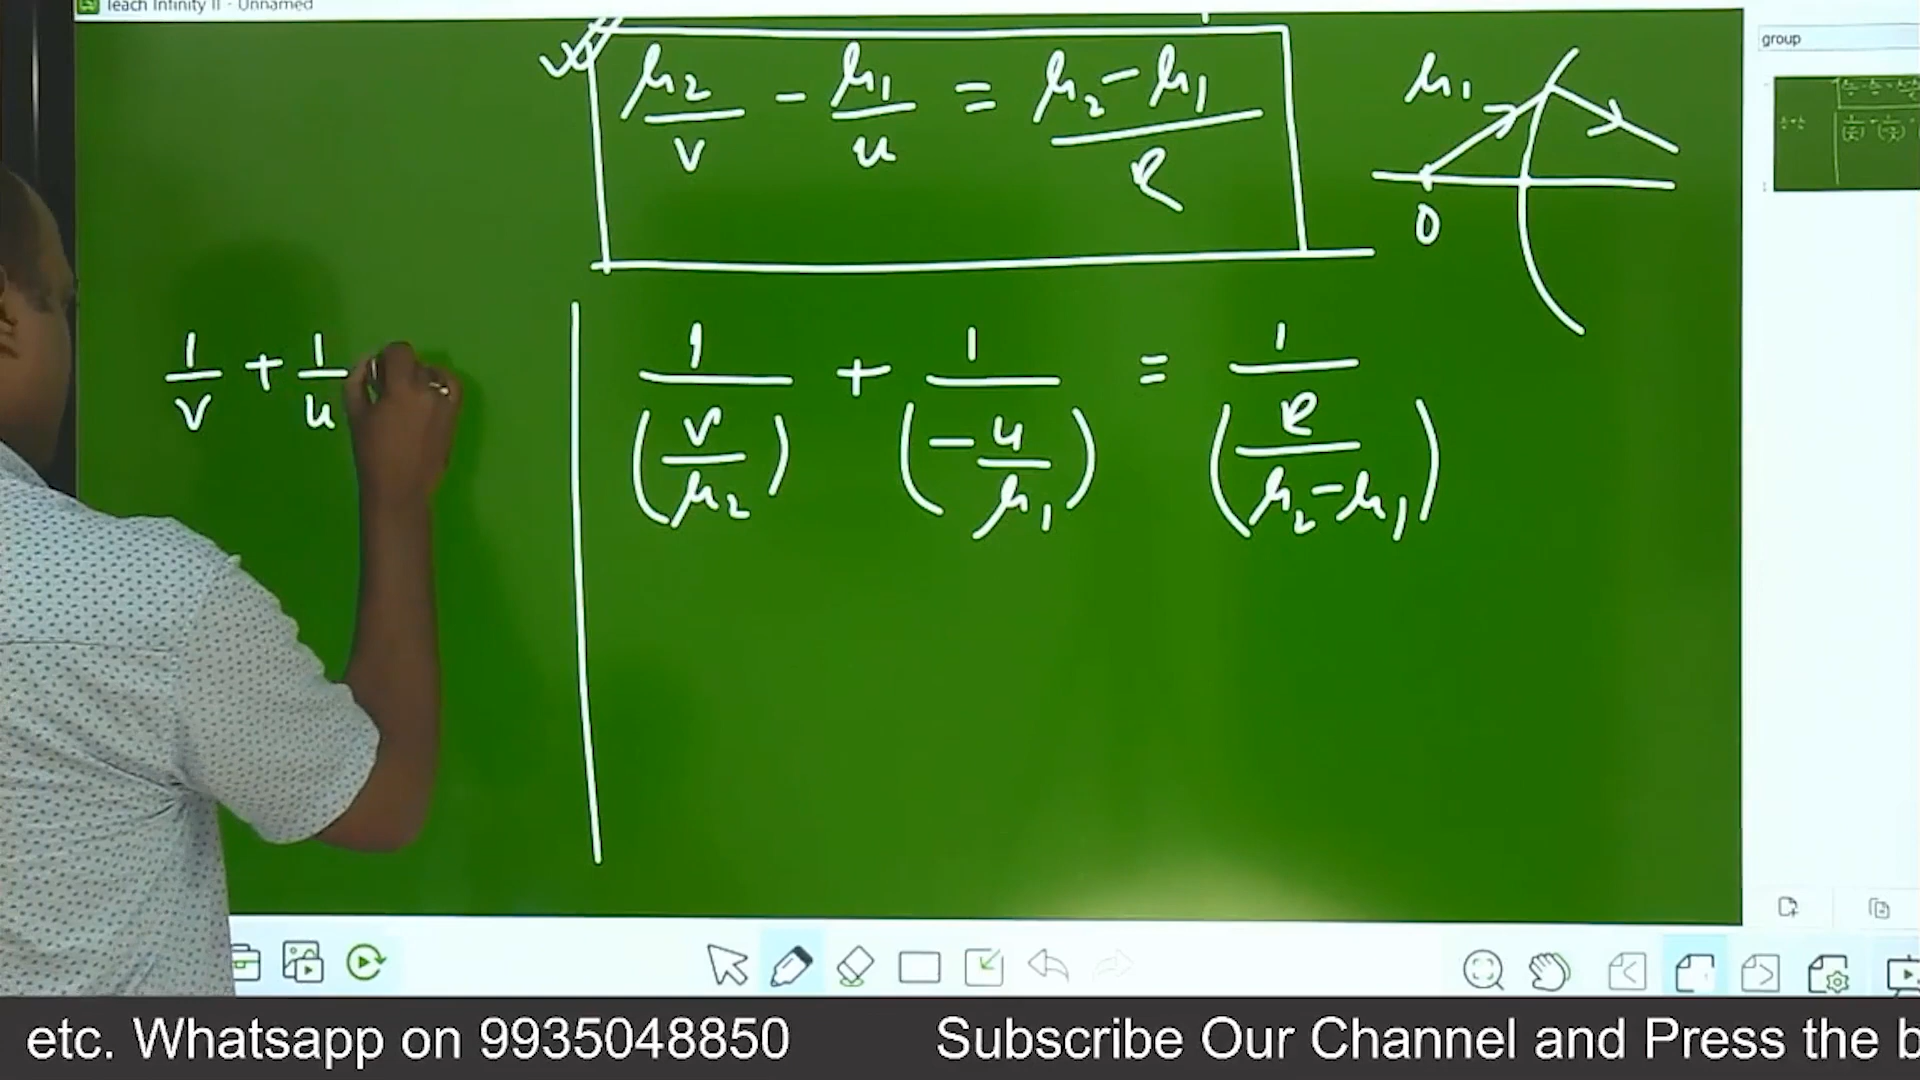 Teach Infinity II - Unnamed
group
μ₂/v - μ₁/u = μ₂-μ₁/R
μ₁
O
1/v + 1/u
1/(v/μ₂) + 1/(-u/μ₁) = 1/(R/μ₂-μ₁)
etc. Whatsapp on 9935048850 Subscribe Our Channel and Press the b